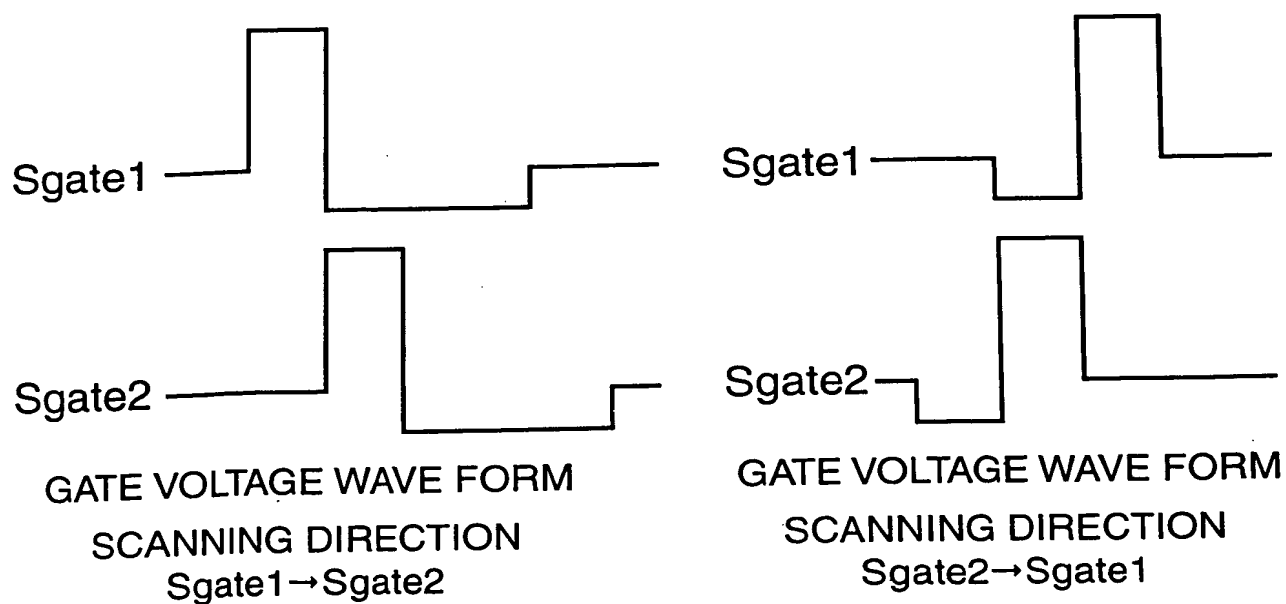 Sgate1
Sgate2
GATE VOLTAGE WAVE FORM
SCANNING DIRECTION
Sgate1→Sgate2
Sgate1
Sgate2
GATE VOLTAGE WAVE FORM
SCANNING DIRECTION
Sgate2→Sgate1